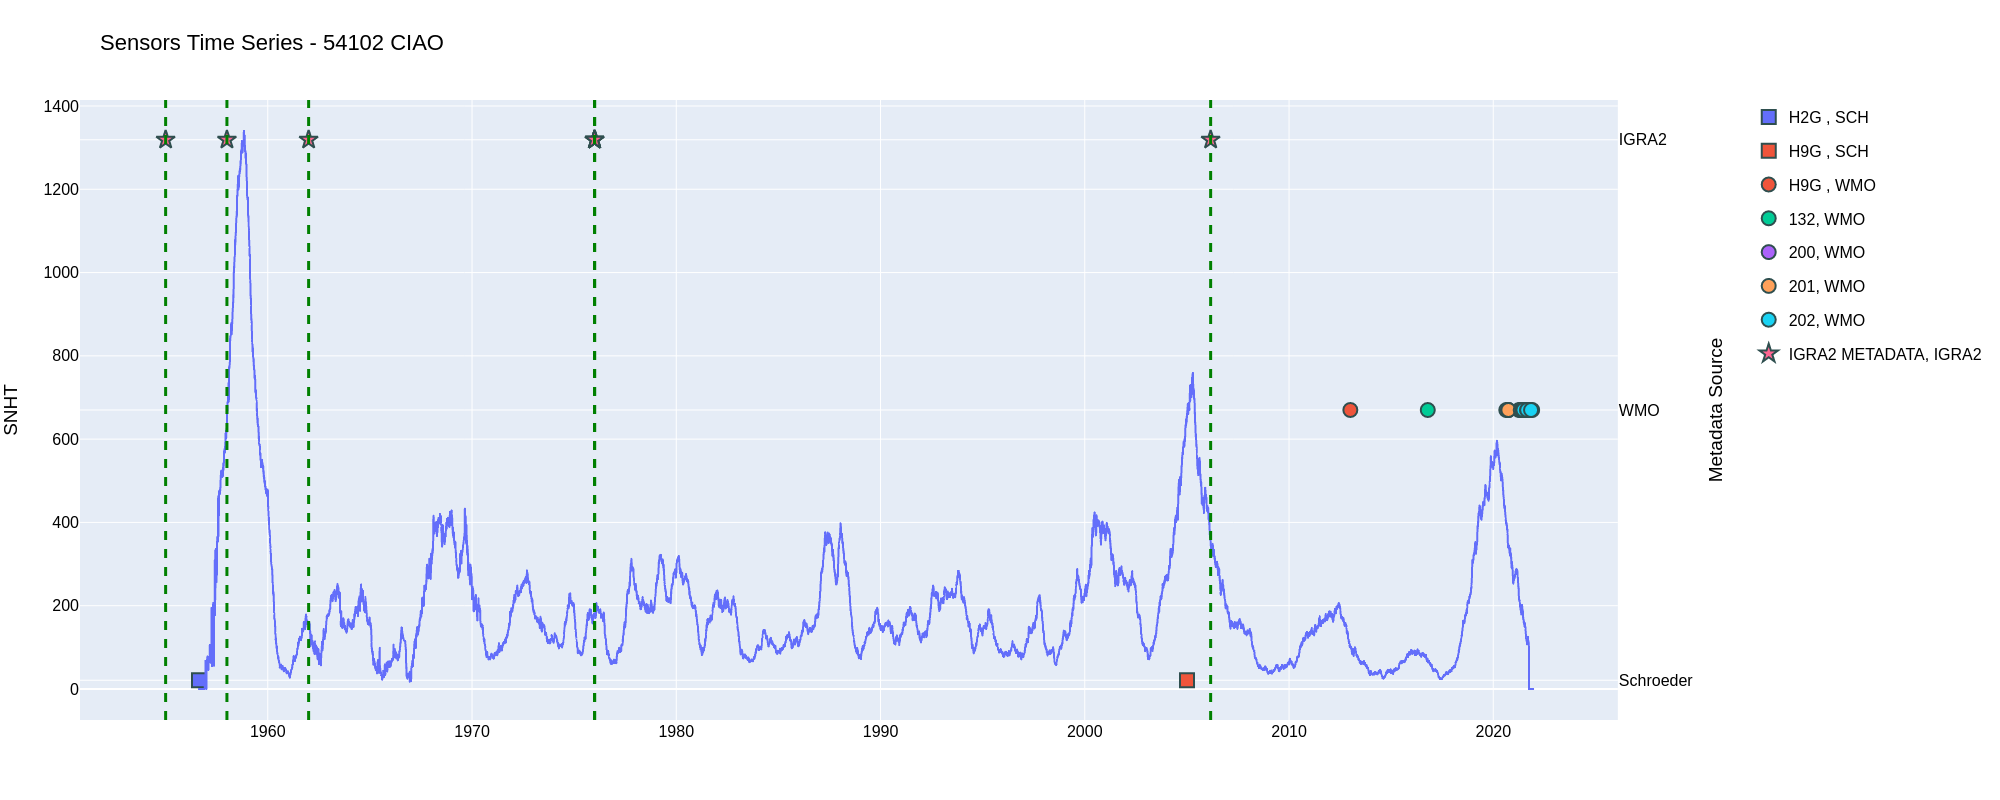 Sensors Time Series - 54102 CIAO
1400
1200
1000
800
600
400
200
0
SNHT
1960
1970
1980
1990
2000
2010
2020
IGRA2
WMO
Schroeder
Metadata Source
H2G , SCH
H9G , SCH
H9G , WMO
132, WMO
200, WMO
201, WMO
202, WMO
IGRA2 METADATA, IGRA2